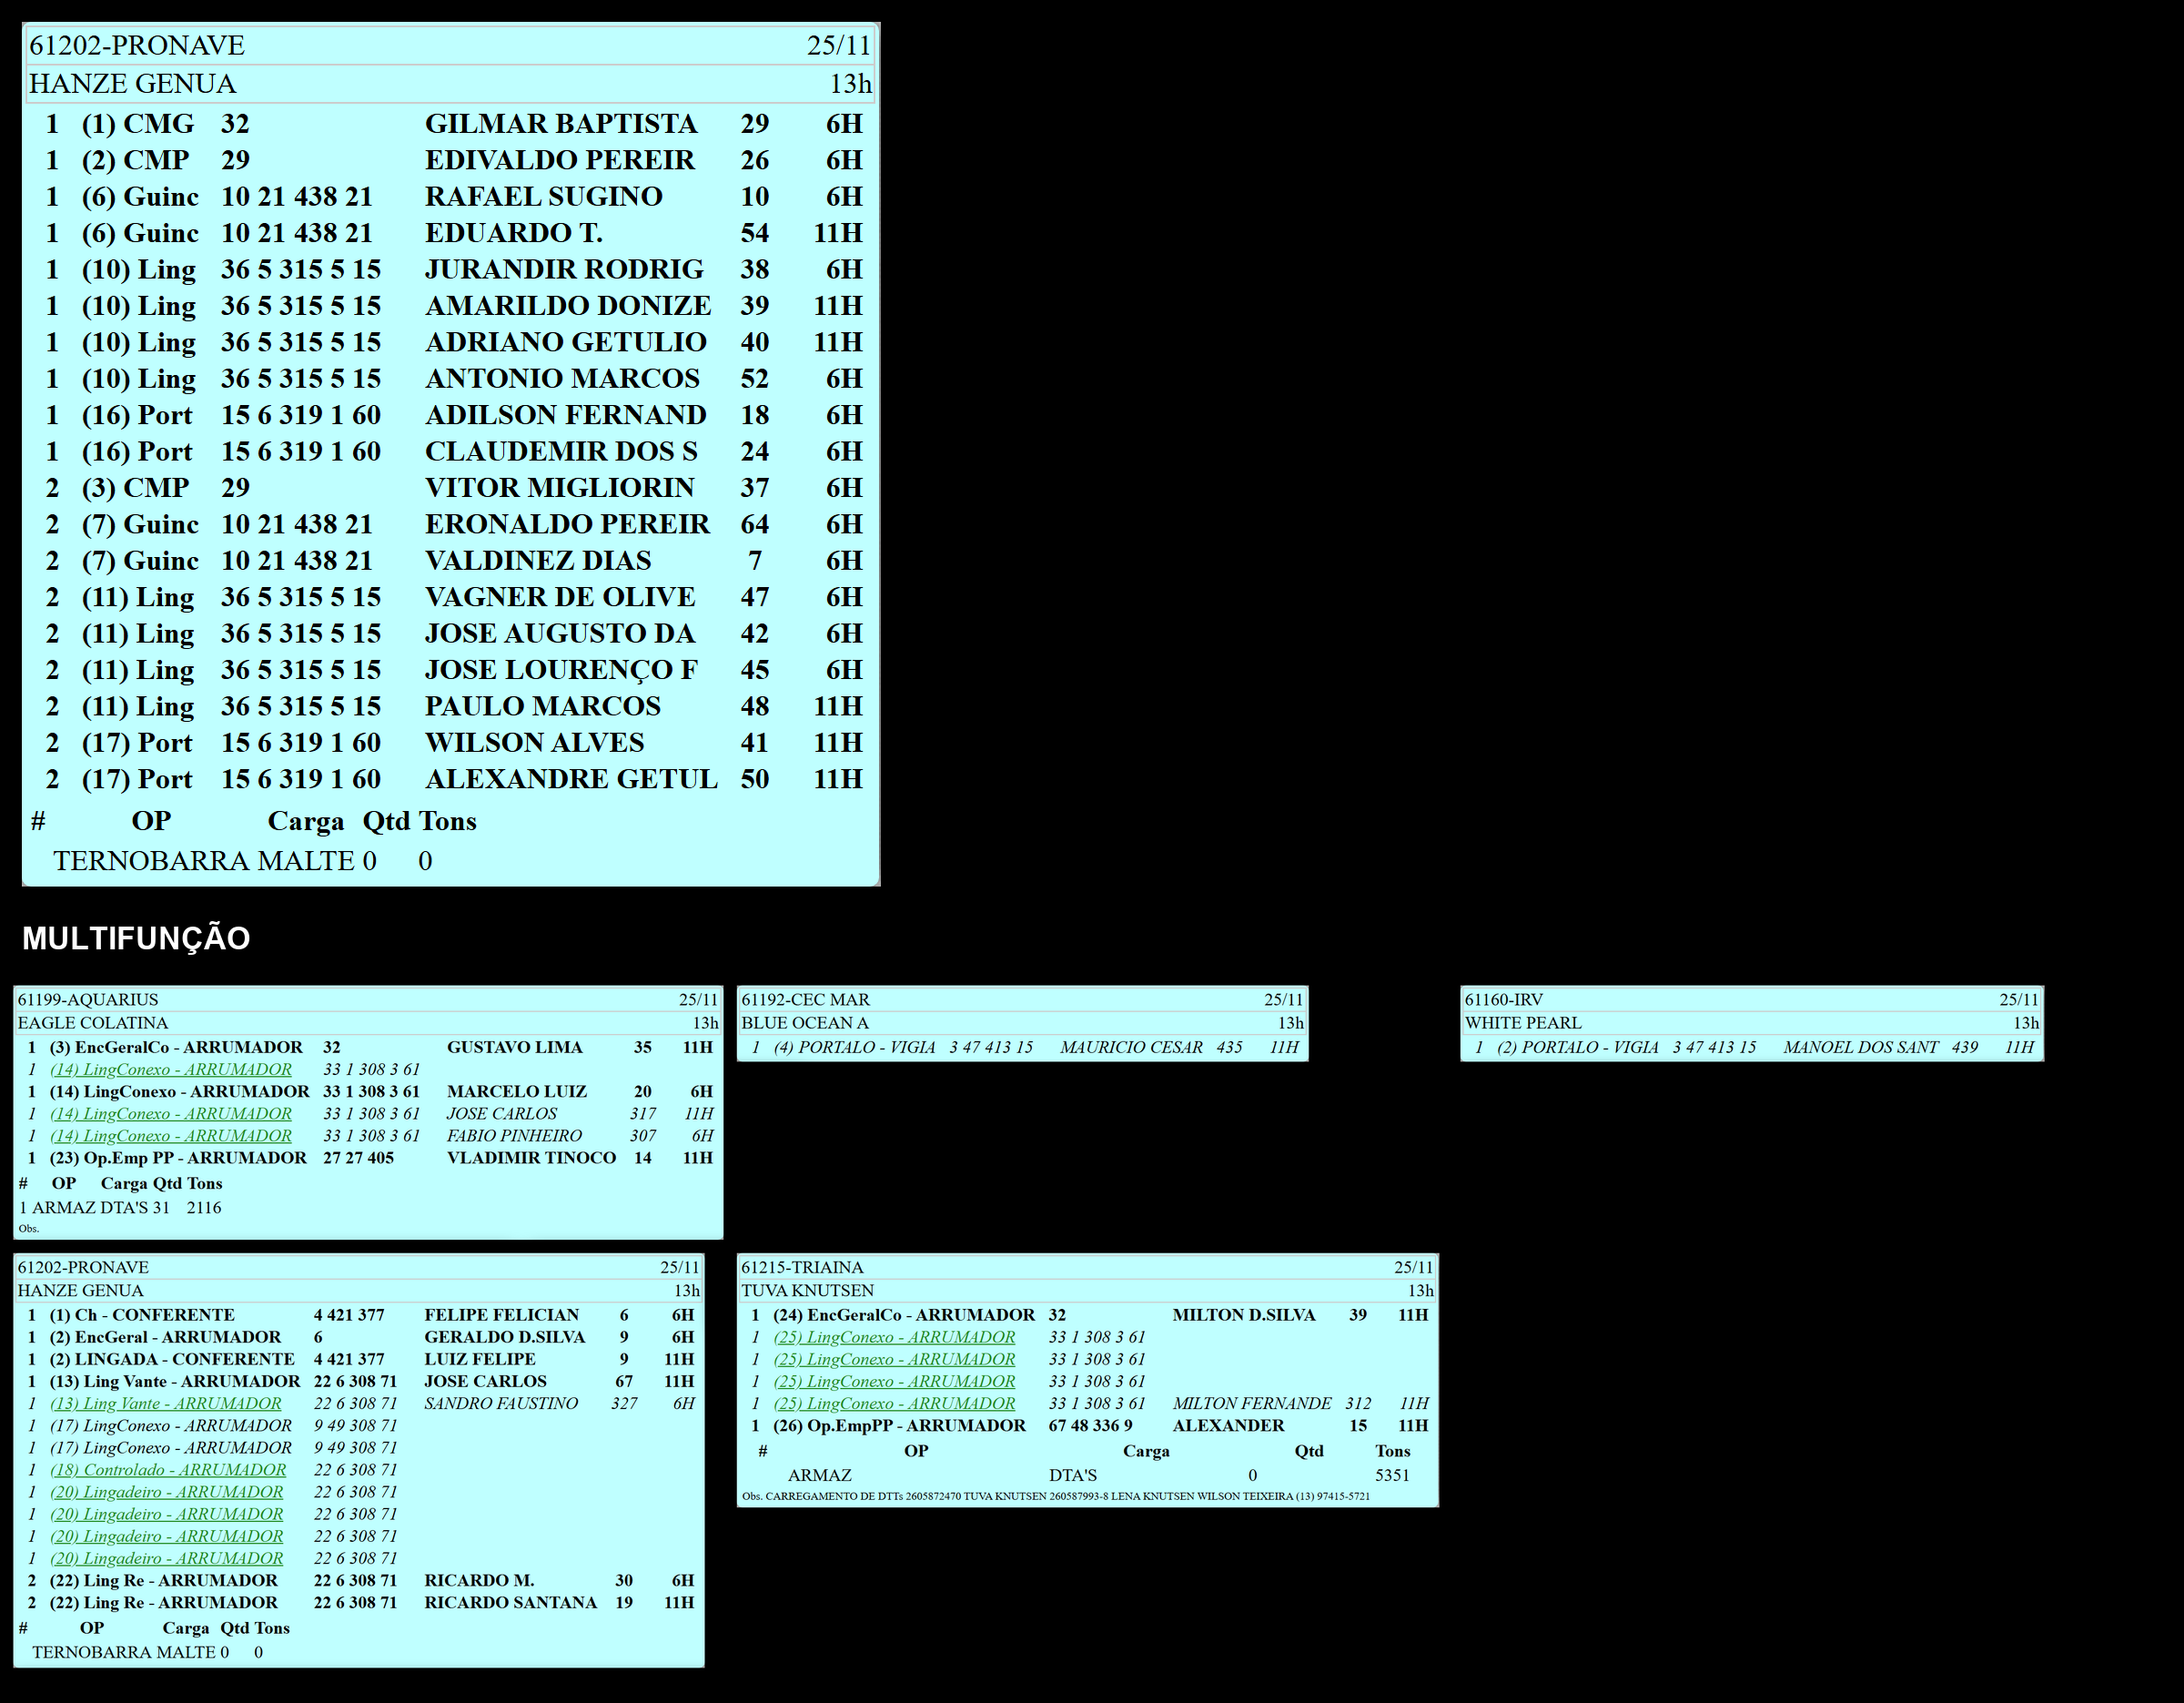 61202-PRONAVE 25/11
HANZE GENUA 13h
1 (1) CMG 32 GILMAR BAPTISTA 29 6H
1 (2) CMP 29 EDIVALDO PEREIR 26 6H
1 (6) Guinc 10 21 438 21 RAFAEL SUGINO 10 6H
1 (6) Guinc 10 21 438 21 EDUARDO T. 54 11H
1 (10) Ling 36 5 315 5 15 JURANDIR RODRIG 38 6H
1 (10) Ling 36 5 315 5 15 AMARILDO DONIZE 39 11H
1 (10) Ling 36 5 315 5 15 ADRIANO GETULIO 40 11H
1 (10) Ling 36 5 315 5 15 ANTONIO MARCOS 52 6H
1 (16) Port 15 6 319 1 60 ADILSON FERNAND 18 6H
1 (16) Port 15 6 319 1 60 CLAUDEMIR DOS S 24 6H
2 (3) CMP 29 VITOR MIGLIORIN 37 6H
2 (7) Guinc 10 21 438 21 ERONALDO PEREIR 64 6H
2 (7) Guinc 10 21 438 21 VALDINEZ DIAS 7 6H
2 (11) Ling 36 5 315 5 15 VAGNER DE OLIVE 47 6H
2 (11) Ling 36 5 315 5 15 JOSE AUGUSTO DA 42 6H
2 (11) Ling 36 5 315 5 15 JOSE LOURENÇO F 45 6H
2 (11) Ling 36 5 315 5 15 PAULO MARCOS 48 11H
2 (17) Port 15 6 319 1 60 WILSON ALVES 41 11H
2 (17) Port 15 6 319 1 60 ALEXANDRE GETUL 50 11H
# OP Carga Qtd Tons
TERNOBARRA MALTE 0 0
MULTIFUNÇÃO
61199-AQUARIUS 25/11
EAGLE COLATINA 13h
1 (3) EncGeralCo - ARRUMADOR 32 GUSTAVO LIMA 35 11H
1 (14) LingConexo - ARRUMADOR 33 1 308 3 61
1 (14) LingConexo - ARRUMADOR 33 1 308 3 61 MARCELO LUIZ 20 6H
1 (14) LingConexo - ARRUMADOR 33 1 308 3 61 JOSE CARLOS 317 11H
1 (14) LingConexo - ARRUMADOR 33 1 308 3 61 FABIO PINHEIRO 307 6H
1 (23) Op.Emp PP - ARRUMADOR 27 27 405 VLADIMIR TINOCO 14 11H
# OP Carga Qtd Tons
1 ARMAZ DTA'S 31 2116
Obs.
61192-CEC MAR 25/11
BLUE OCEAN A 13h
1 (4) PORTALO - VIGIA 3 47 413 15 MAURICIO CESAR 435 11H
61160-IRV 25/11
WHITE PEARL 13h
1 (2) PORTALO - VIGIA 3 47 413 15 MANOEL DOS SANT 439 11H
61202-PRONAVE 25/11
HANZE GENUA 13h
1 (1) Ch - CONFERENTE 4 421 377 FELIPE FELICIAN 6 6H
1 (2) EncGeral - ARRUMADOR 6 GERALDO D.SILVA 9 6H
1 (2) LINGADA - CONFERENTE 4 421 377 LUIZ FELIPE 9 11H
1 (13) Ling Vante - ARRUMADOR 22 6 308 71 JOSE CARLOS 67 11H
1 (13) Ling Vante - ARRUMADOR 22 6 308 71 SANDRO FAUSTINO 327 6H
1 (17) LingConexo - ARRUMADOR 9 49 308 71
1 (17) LingConexo - ARRUMADOR 9 49 308 71
1 (18) Controlado - ARRUMADOR 22 6 308 71
1 (20) Lingadeiro - ARRUMADOR 22 6 308 71
1 (20) Lingadeiro - ARRUMADOR 22 6 308 71
1 (20) Lingadeiro - ARRUMADOR 22 6 308 71
1 (20) Lingadeiro - ARRUMADOR 22 6 308 71
2 (22) Ling Re - ARRUMADOR 22 6 308 71 RICARDO M. 30 6H
2 (22) Ling Re - ARRUMADOR 22 6 308 71 RICARDO SANTANA 19 11H
# OP Carga Qtd Tons
TERNOBARRA MALTE 0 0
61215-TRIAINA 25/11
TUVA KNUTSEN 13h
1 (24) EncGeralCo - ARRUMADOR 32 MILTON D.SILVA 39 11H
1 (25) LingConexo - ARRUMADOR 33 1 308 3 61
1 (25) LingConexo - ARRUMADOR 33 1 308 3 61
1 (25) LingConexo - ARRUMADOR 33 1 308 3 61
1 (25) LingConexo - ARRUMADOR 33 1 308 3 61 MILTON FERNANDE 312 11H
1 (26) Op.EmpPP - ARRUMADOR 67 48 336 9 ALEXANDER 15 11H
# OP Carga Qtd Tons
ARMAZ DTA'S 0 5351
Obs. CARREGAMENTO DE DTTs 2605872470 TUVA KNUTSEN 260587993-8 LENA KNUTSEN WILSON TEIXEIRA (13) 97415-5721